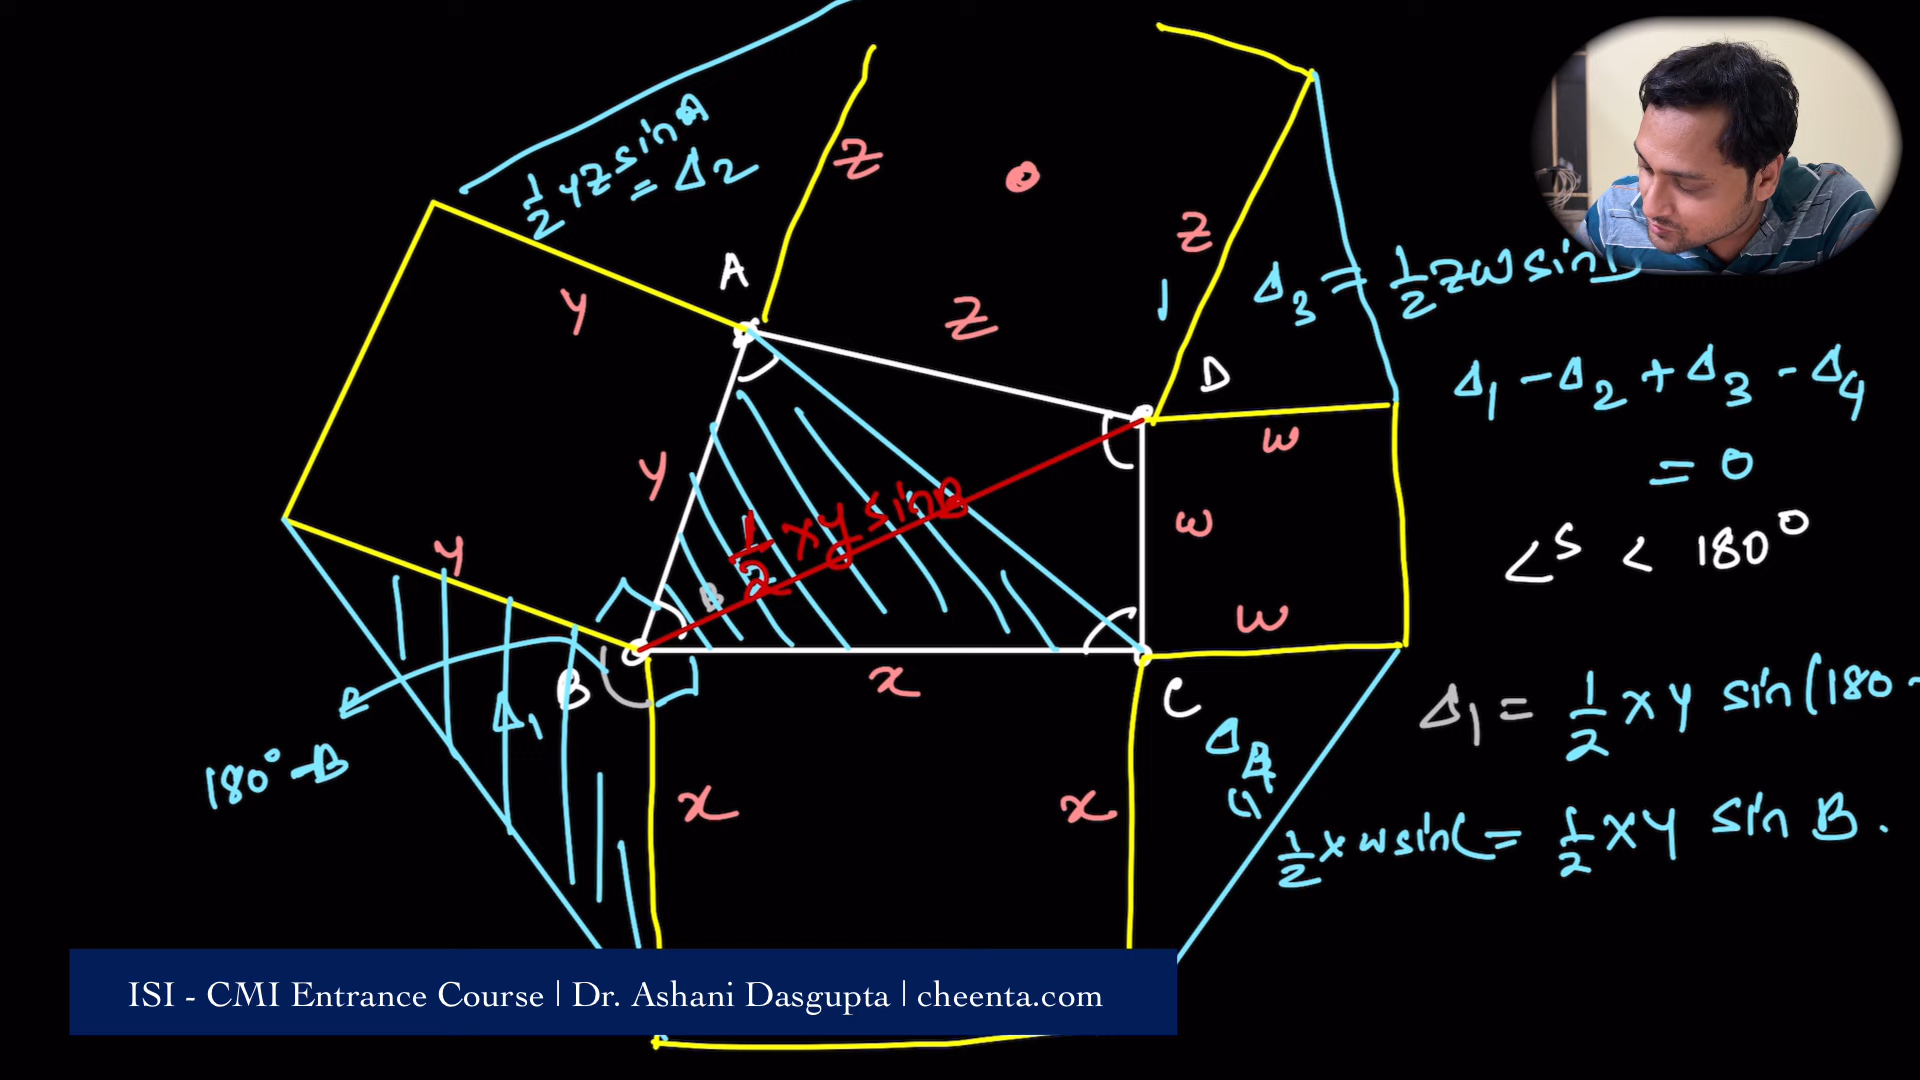 ½ yz sin A
= Δ2
z
A
y
z
z
Δ3 = ½ zw sin D
D
w
Δ1 - Δ2 + Δ3 - Δ4
= 0
∠s < 180°
y
y
½ xy sin B
B
w
w
B
Δ1
180° - B
x
C
Δ4
x
x
Δ1 = ½ xy sin(180 -
½ x w sin C = ½ xy sin B.
ISI - CMI Entrance Course | Dr. Ashani Dasgupta | cheenta.com